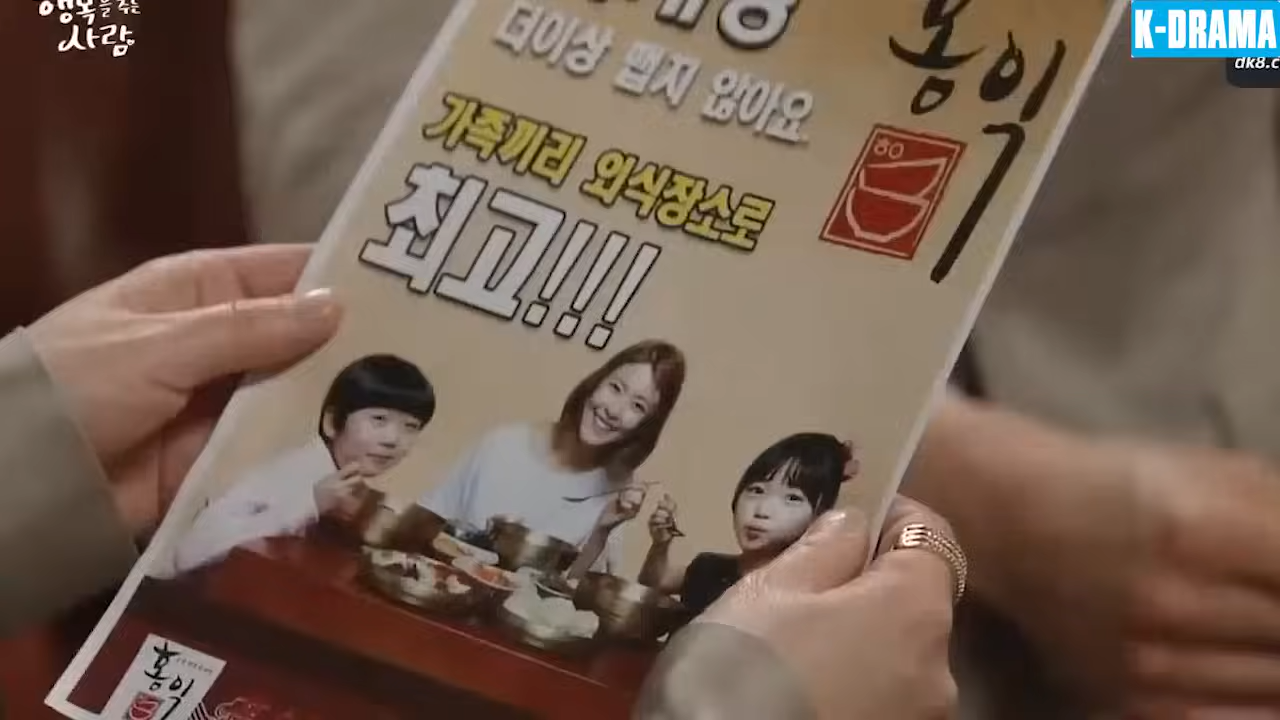 행복을 주는
사람
K-DRAMA
더이상 맵지 않아요
가족끼리 외식장소로
최고!!!
홍익
홍익